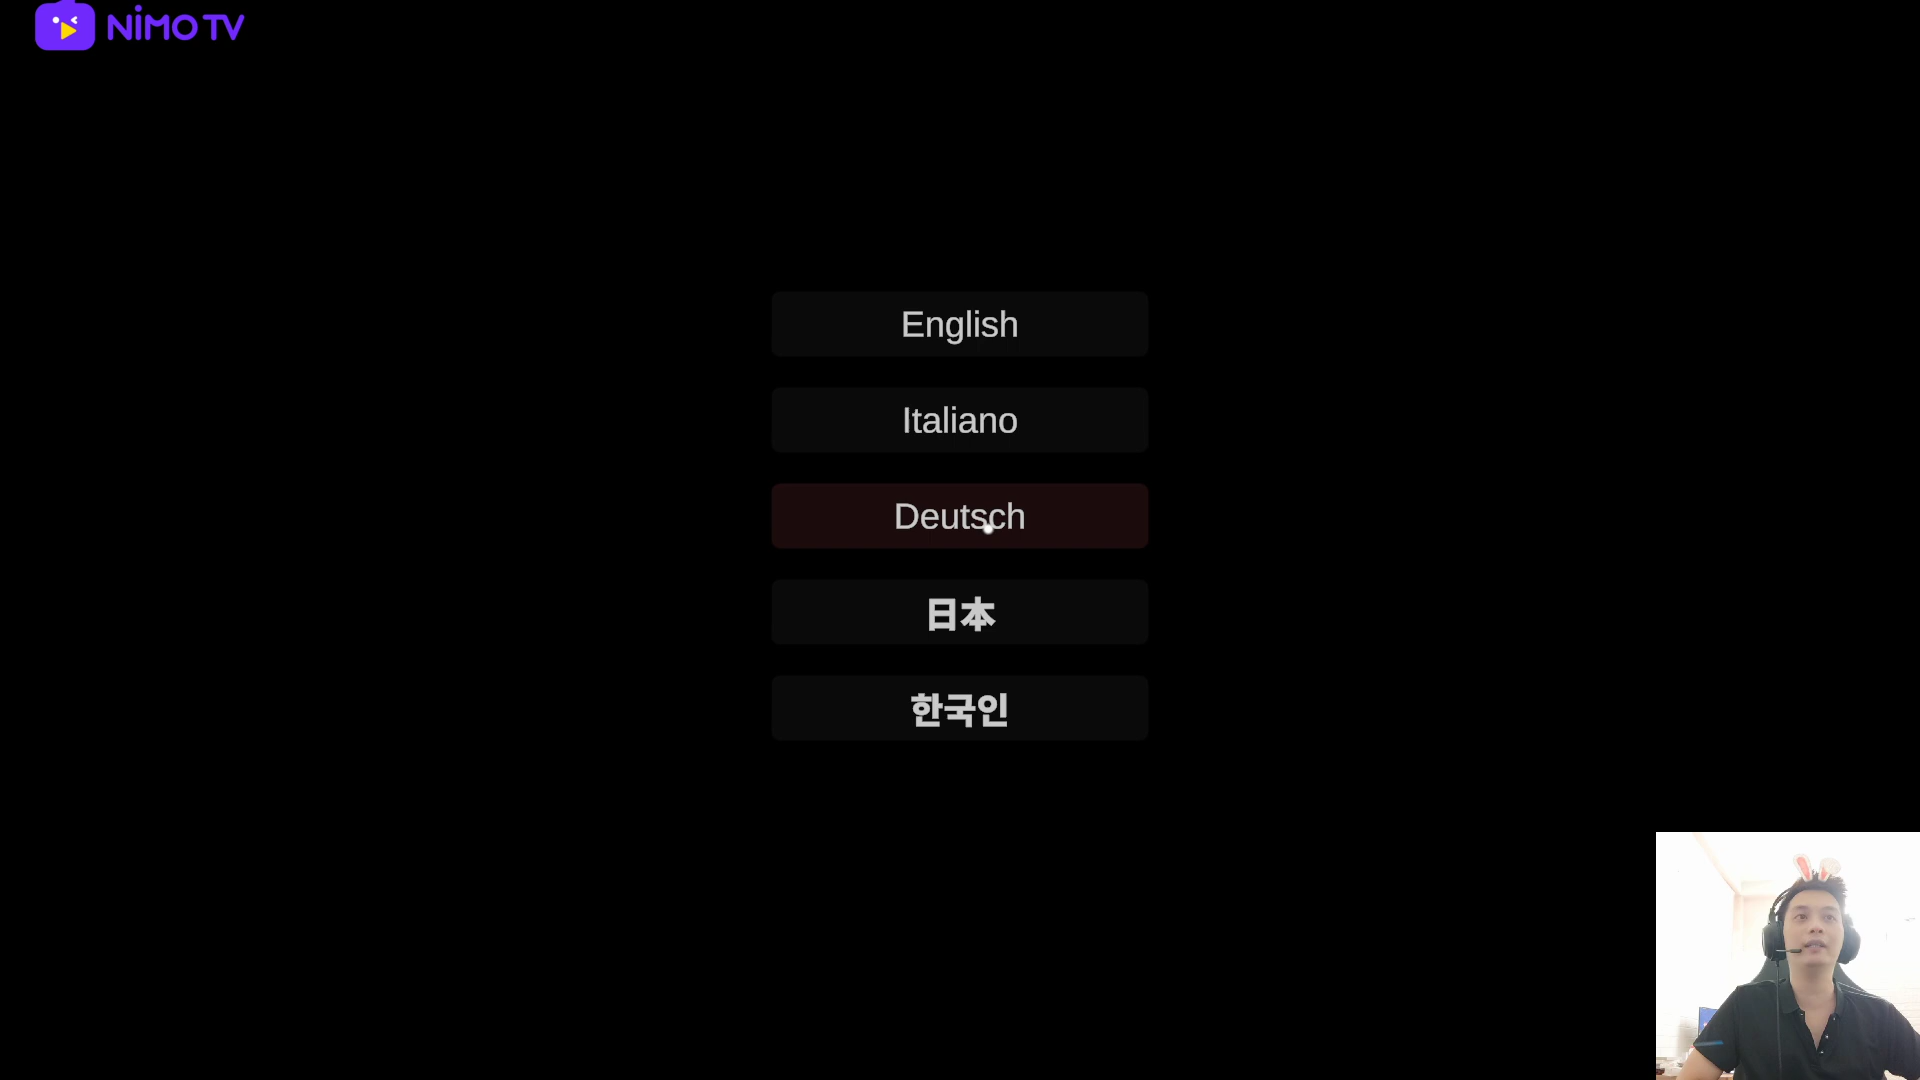 NIMO TV
English
Italiano
Deutsch
日本
한국인